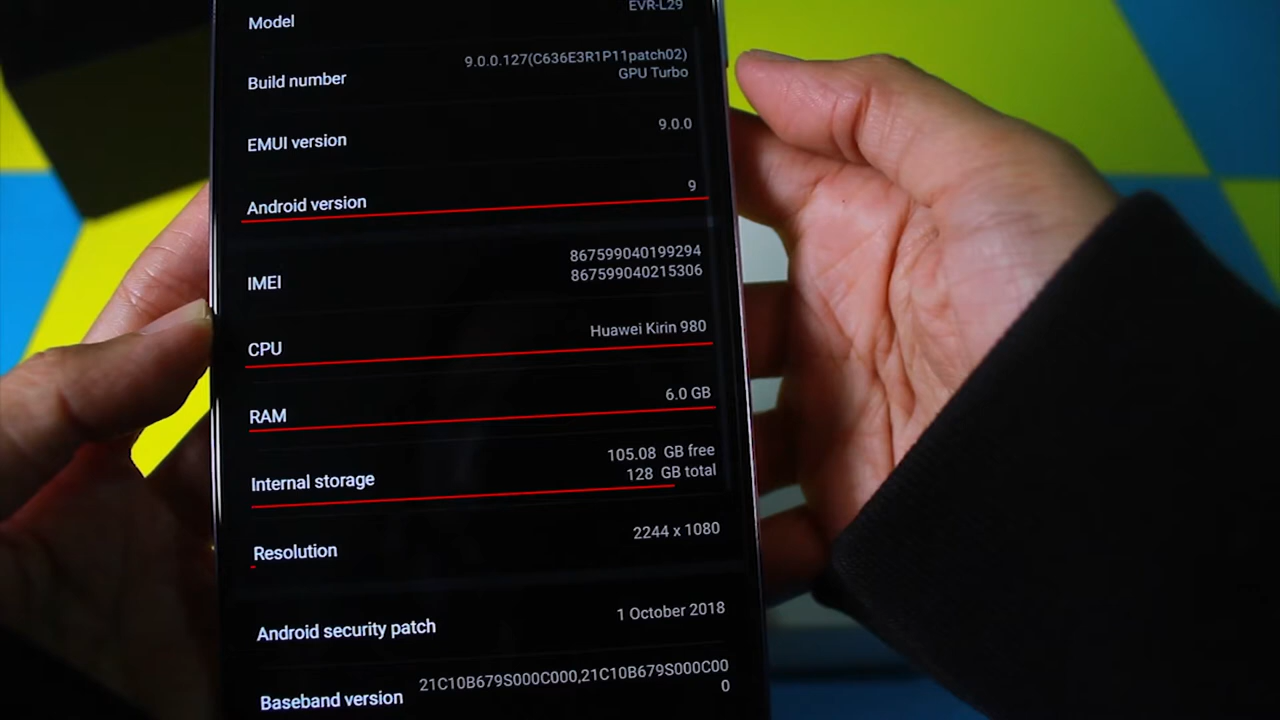 Model EVR-L29
Build number 9.0.0.127(C636E3R1P11patch02)
GPU Turbo
EMUI version 9.0.0
Android version 9
IMEI 867599040199294
867599040215306
CPU Huawei Kirin 980
RAM 6.0 GB
Internal storage 105.08 GB free
128 GB total
Resolution 2244 x 1080
Android security patch 1 October 2018
Baseband version 21C10B679S000C000,21C10B679S000C00
0